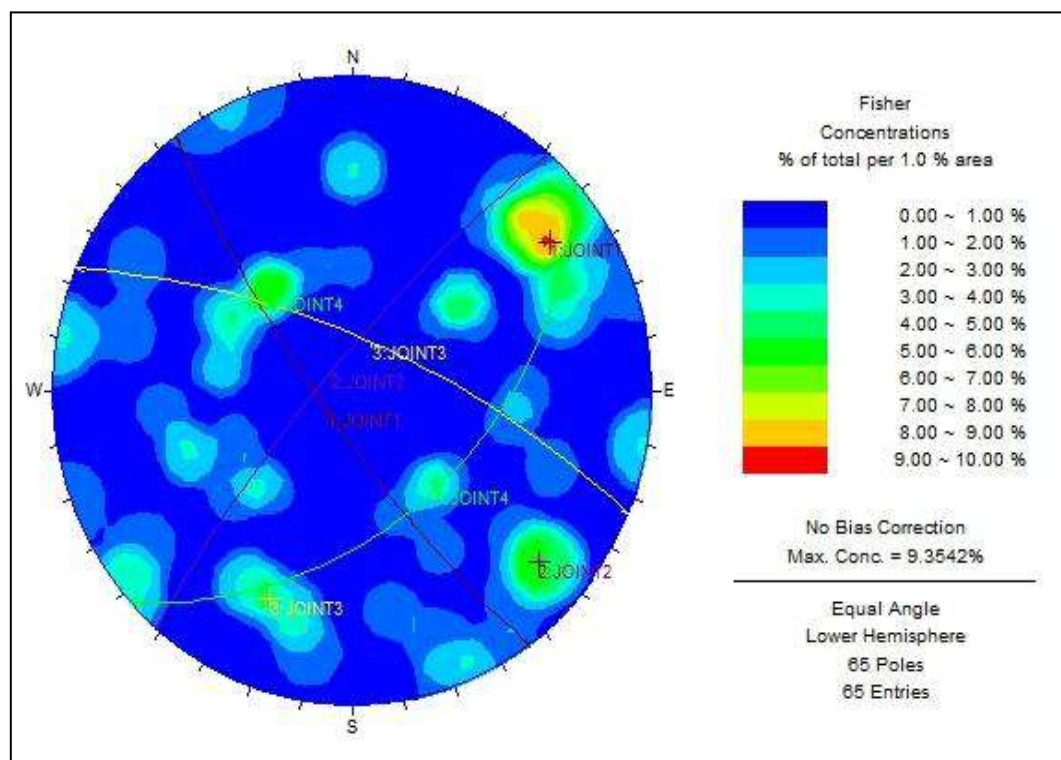 N
1:JOINT1
JOINT4
3:JOINT3
2:JOINT2
W
E
1:JOINT1
JOINT4
2:JOINT2
3:JOINT3
S
Fisher
Concentrations
% of total per 1.0 % area
0.00 ~ 1.00 %
1.00 ~ 2.00 %
2.00 ~ 3.00 %
3.00 ~ 4.00 %
4.00 ~ 5.00 %
5.00 ~ 6.00 %
6.00 ~ 7.00 %
7.00 ~ 8.00 %
8.00 ~ 9.00 %
9.00 ~ 10.00 %
No Bias Correction
Max. Conc. = 9.3542%
Equal Angle
Lower Hemisphere
65 Poles
65 Entries